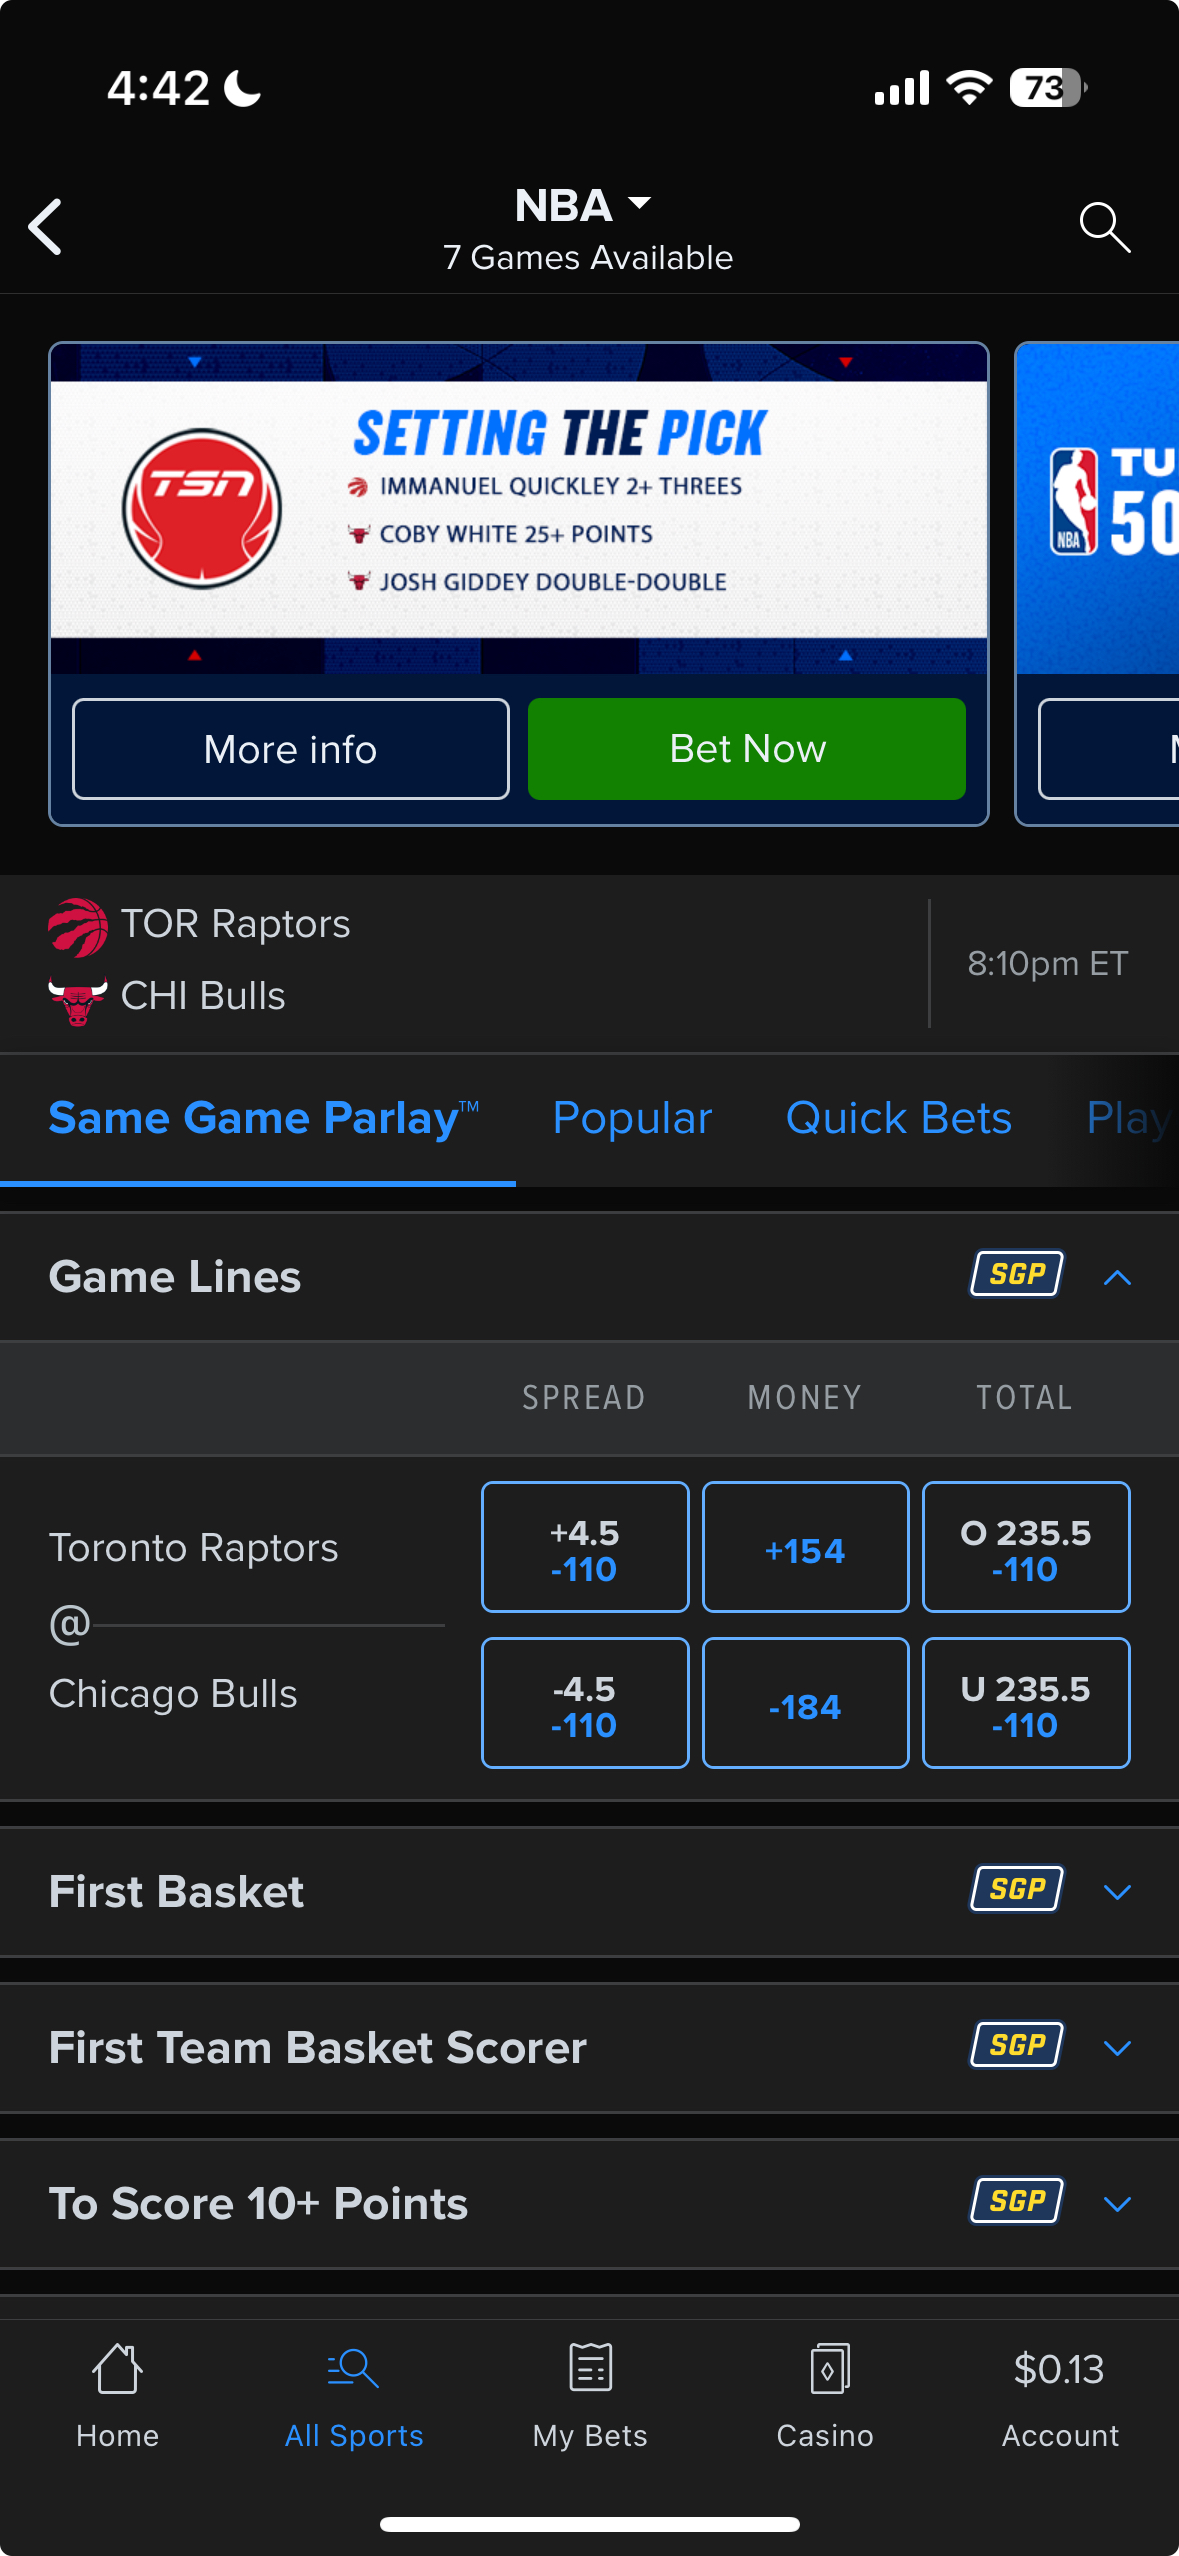 4:42
73
NBA
7 Games Available
TSN
SETTING THE PICK
IMMANUEL QUICKLEY 2+ THREES
COBY WHITE 25+ POINTS
JOSH GIDDEY DOUBLE-DOUBLE
More info
Bet Now
NBA
TU
50
M
TOR Raptors
CHI Bulls
8:10pm ET
Same Game Parlay™
Popular
Quick Bets
Play
Game Lines
SGP
SPREAD
MONEY
TOTAL
Toronto Raptors
+4.5
-110
+154
O 235.5
-110
@
Chicago Bulls
-4.5
-110
-184
U 235.5
-110
First Basket
SGP
First Team Basket Scorer
SGP
To Score 10+ Points
SGP
Home
All Sports
My Bets
Casino
$0.13
Account